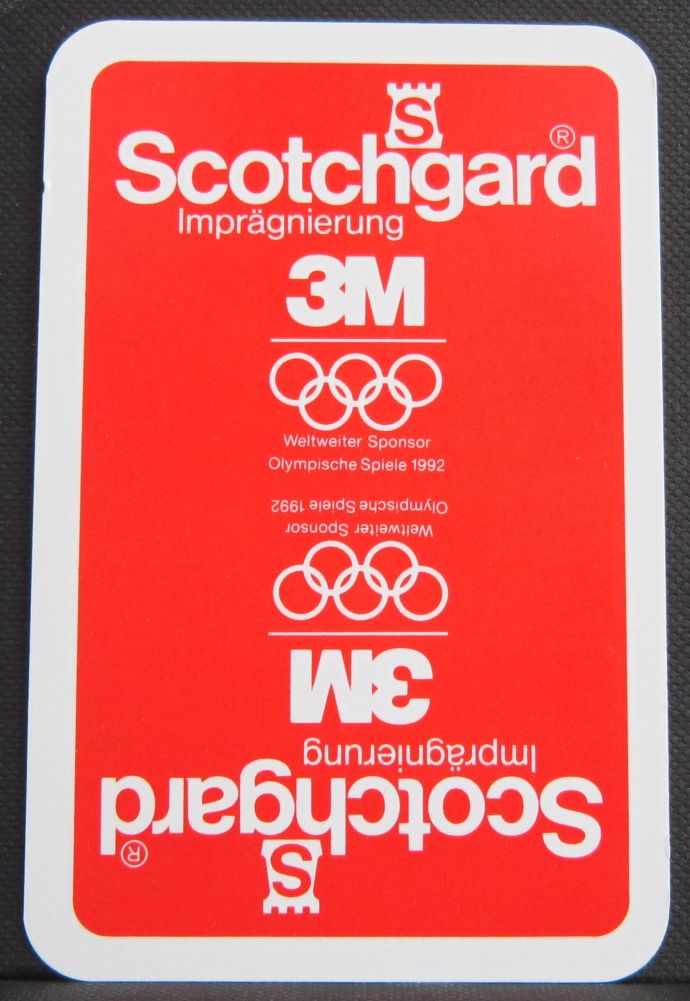 S
Scotchgard®
Imprägnierung
3M
Weltweiter Sponsor
Olympische Spiele 1992
Olympische Spiele 1992
Weltweiter Sponsor
3M
Imprägnierung
Scotchgard®
S